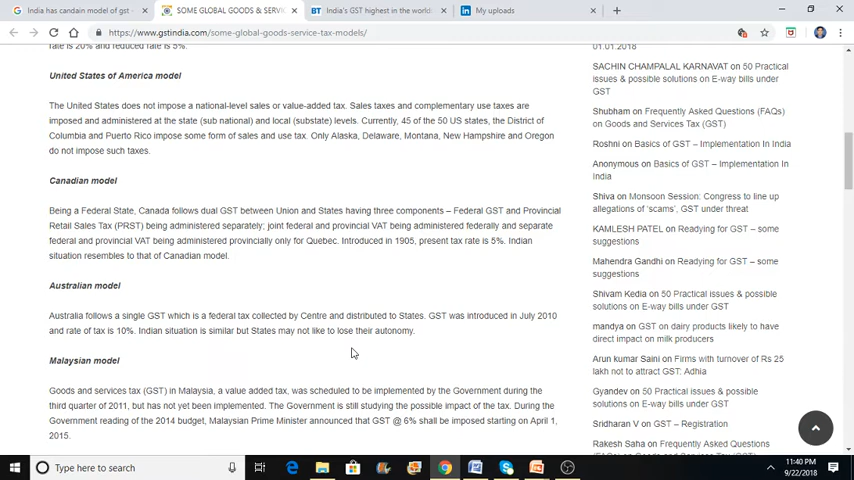 India has candain model of gst -
SOME GLOBAL GOODS & SERVI
India's GST highest in the world
My uploads
https://www.gstindia.com/some-global-goods-service-tax-models/
rate is 20% and reduced rate is 5%.
United States of America model
The United States does not impose a national-level sales or value-added tax. Sales taxes and complementary use taxes are
imposed and administered at the state (sub national) and local (substate) levels. Currently, 45 of the 50 US states, the District of
Columbia and Puerto Rico impose some form of sales and use tax. Only Alaska, Delaware, Montana, New Hampshire and Oregon
do not impose such taxes.
Canadian model
Being a Federal State, Canada follows dual GST between Union and States having three components – Federal GST and Provincial
Retail Sales Tax (PRST) being administered separately; joint federal and provincial VAT being administered federally and separate
federal and provincial VAT being administered provincially only for Quebec. Introduced in 1905, present tax rate is 5%. Indian
situation resembles to that of Canadian model.
Australian model
Australia follows a single GST which is a federal tax collected by Centre and distributed to States. GST was introduced in July 2010
and rate of tax is 10%. Indian situation is similar but States may not like to lose their autonomy.
Malaysian model
Goods and services tax (GST) in Malaysia, a value added tax, was scheduled to be implemented by the Government during the
third quarter of 2011, but has not yet been implemented. The Government is still studying the possible impact of the tax. During the
Government reading of the 2014 budget, Malaysian Prime Minister announced that GST @ 6% shall be imposed starting on April 1,
2015.
01.01.2018
SACHIN CHAMPALAL KARNAVAT on 50 Practical
issues & possible solutions on E-way bills under
GST
Shubham on Frequently Asked Questions (FAQs)
on Goods and Services Tax (GST)
Roshni on Basics of GST – Implementation In India
Anonymous on Basics of GST – Implementation in
India
Shiva on Monsoon Session: Congress to line up
allegations of 'scams', GST under threat
KAMLESH PATEL on Readying for GST – some
suggestions
Mahendra Gandhi on Readying for GST – some
suggestions
Shivam Kedia on 50 Practical issues & possible
solutions on E-way bills under GST
mandya on GST on dairy products likely to have
direct impact on milk producers
Arun kumar Saini on Firms with turnover of Rs 25
lakh not to attract GST: Adhia
Gyandev on 50 Practical issues & possible
solutions on E-way bills under GST
Sridharan V on GST – Registration
Rakesh Saha on Frequently Asked Questions
(FAQs) on Goods and Services Tax (GST)
Type here to search
11:40 PM
9/22/2018